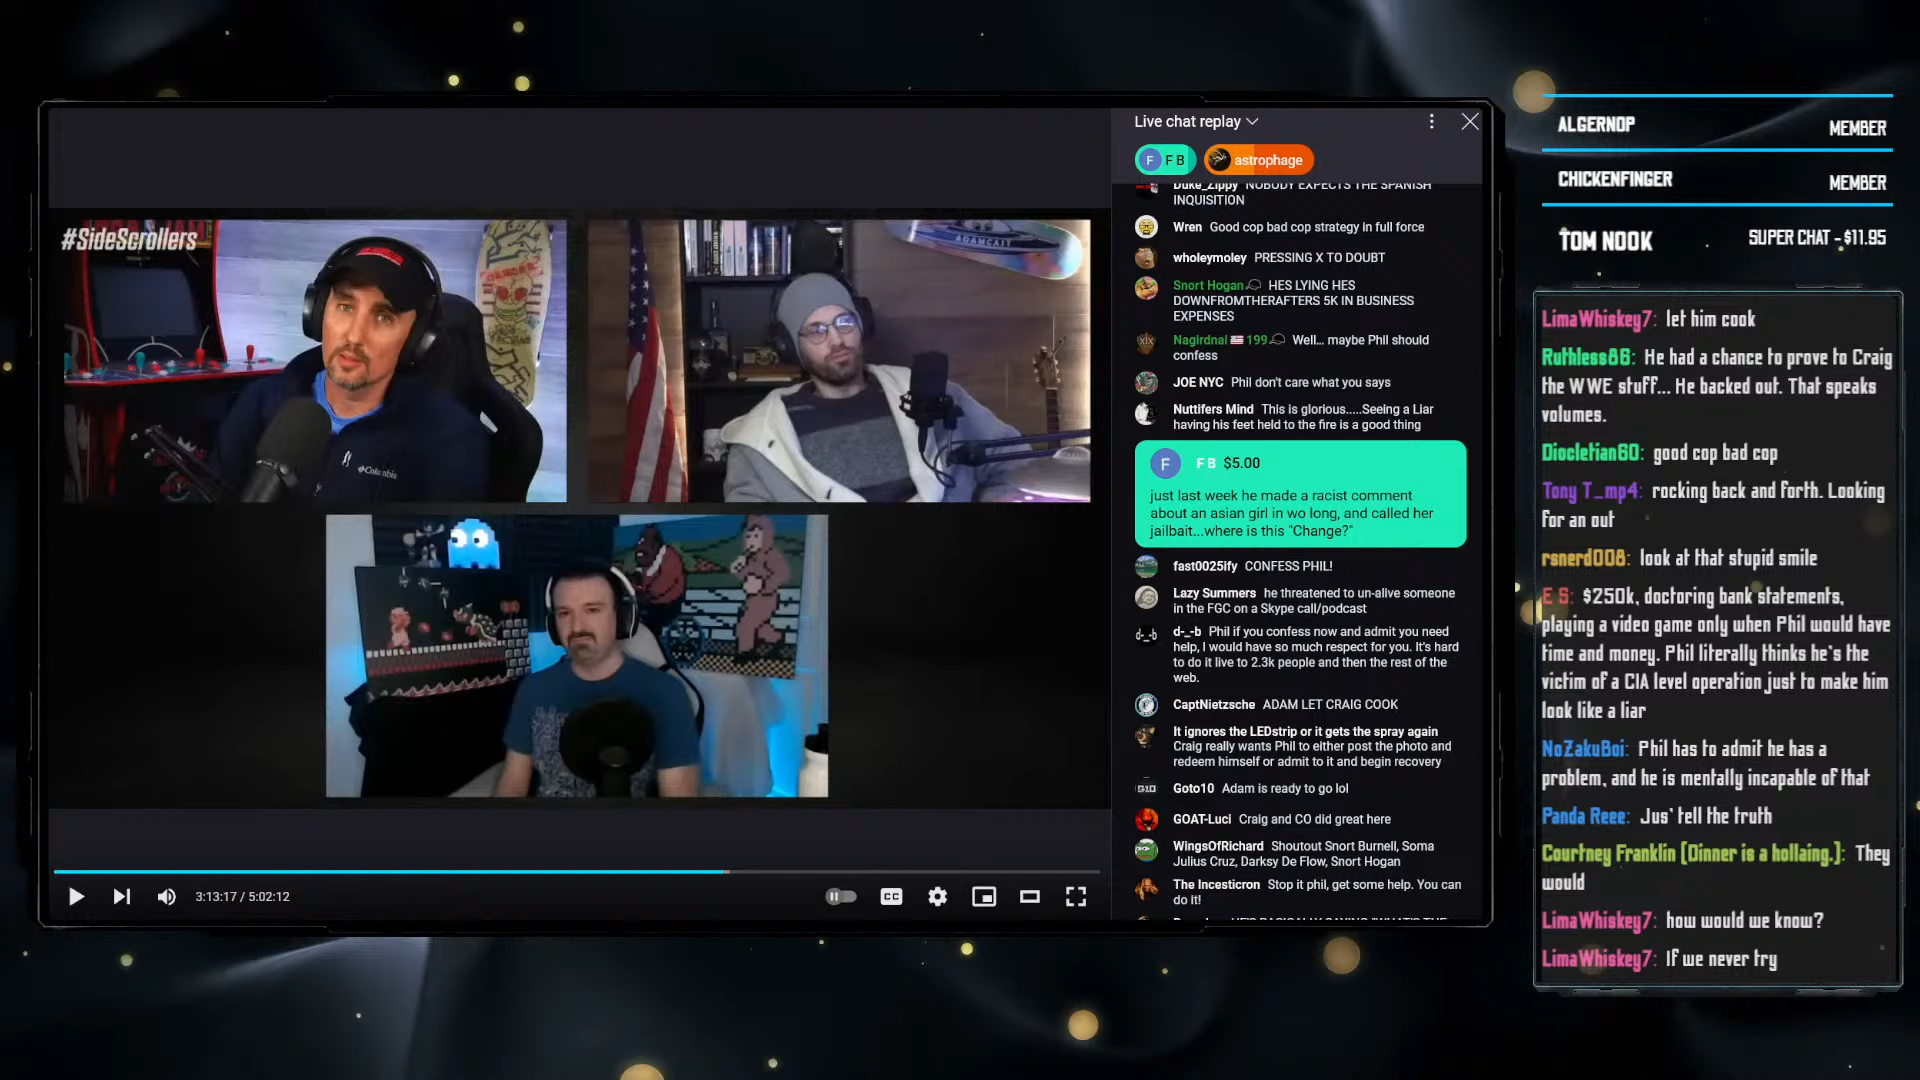 #SideScrollers
ADAMCAST
Columbia
3:13:17 / 5:02:12
CC
Live chat replay
F F B
astrophage
Duke_Zippy NOBODY EXPECTS THE SPANISH
INQUISITION
Wren Good cop bad cop strategy in full force
wholeymoley PRESSING X TO DOUBT
Snort Hogan HES LYING HES
DOWNFROMTHERAFTERS 5K IN BUSINESS
EXPENSES
Nagirdnal 199 Well... maybe Phil should
confess
JOE NYC Phil don't care what you says
Nuttifers Mind This is glorious.....Seeing a Liar
having his feet held to the fire is a good thing
F F B $5.00
just last week he made a racist comment
about an asian girl in wo long, and called her
jailbait...where is this "Change?"
fast0025ify CONFESS PHIL!
Lazy Summers he threatened to un-alive someone
in the FGC on a Skype call/podcast
d-_-b Phil if you confess now and admit you need
help, I would have so much respect for you. It's hard
to do it live to 2.3k people and then the rest of the
web.
CaptNietzsche ADAM LET CRAIG COOK
It ignores the LEDstrip or it gets the spray again
Craig really wants Phil to either post the photo and
redeem himself or admit to it and begin recovery
Goto10 Adam is ready to go lol
GOAT-Luci Craig and CO did great here
WingsOfRichard Shoutout Snort Burnell, Soma
Julius Cruz, Darksy De Flow, Snort Hogan
The Incesticron Stop it phil, get some help. You can
do it!
ALGERNOP MEMBER
CHICKENFINGER MEMBER
TOM NOOK SUPER CHAT - $11.95
LimaWhiskey7: let him cook
Ruthless86: He had a chance to prove to Craig
the WWE stuff... He backed out. That speaks
volumes.
Diocletian60: good cop bad cop
Tony T_mp4: rocking back and forth. Looking
for an out
rsnerd008: look at that stupid smile
E S: $250k, doctoring bank statements,
playing a video game only when Phil would have
time and money. Phil literally thinks he's the
victim of a CIA level operation just to make him
look like a liar
NoZakuBoi: Phil has to admit he has a
problem, and he is mentally incapable of that
Panda Reee: Jus' tell the truth
Courtney Franklin (Dinner is a hollaing.): They
would
LimaWhiskey7: how would we know?
LimaWhiskey7: If we never try